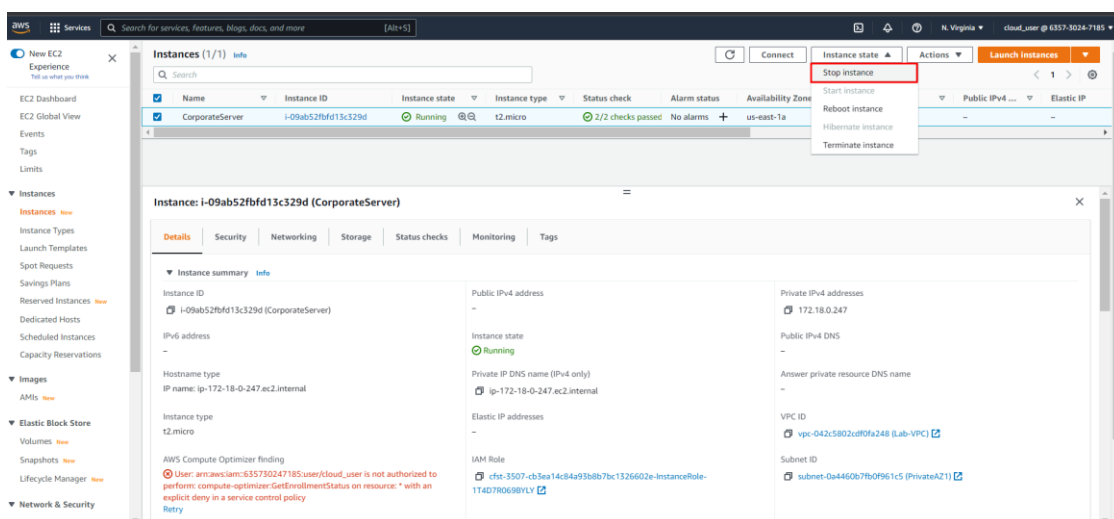 aws Services Search for services, features, blogs, docs, and more [Alt+S] N. Virginia ▼ cloud_user @ 6357-3024-7185 ▼
New EC2
Experience
Tell us what you think
EC2 Dashboard
EC2 Global View
Events
Tags
Limits
▼ Instances
Instances New
Instance Types
Launch Templates
Spot Requests
Savings Plans
Reserved Instances New
Dedicated Hosts
Scheduled Instances
Capacity Reservations
▼ Images
AMIs New
▼ Elastic Block Store
Volumes New
Snapshots New
Lifecycle Manager New
▼ Network & Security
Instances (1/1) Info
Connect Instance state ▲ Actions ▼ Launch instances ▼
Search
1
Stop instance
Start instance
Reboot instance
Hibernate instance
Terminate instance
Name Instance ID Instance state Instance type Status check Alarm status Availability Zone Public IPv4 ... Elastic IP
CorporateServer i-09ab52fbfd13c329d Running t2.micro 2/2 checks passed No alarms + us-east-1a – –
Instance: i-09ab52fbfd13c329d (CorporateServer)
Details Security Networking Storage Status checks Monitoring Tags
▼ Instance summary Info
Instance ID
i-09ab52fbfd13c329d (CorporateServer)
Public IPv4 address
–
Private IPv4 addresses
172.18.0.247
IPv6 address
–
Instance state
Running
Public IPv4 DNS
–
Hostname type
IP name: ip-172-18-0-247.ec2.internal
Private IP DNS name (IPv4 only)
ip-172-18-0-247.ec2.internal
Answer private resource DNS name
–
Instance type
t2.micro
Elastic IP addresses
–
VPC ID
vpc-042c5802cdf0fa248 (Lab-VPC)
AWS Compute Optimizer finding
User: arn:aws:iam::635730247185:user/cloud_user is not authorized to
perform: compute-optimizer:GetEnrollmentStatus on resource: * with an
explicit deny in a service control policy
Retry
IAM Role
cfst-3507-cb3ea14c84a93b8b7bc1326602e-InstanceRole-
1T4D7R069BYLY
Subnet ID
subnet-0a4460b7fb0f961c5 (PrivateAZ1)